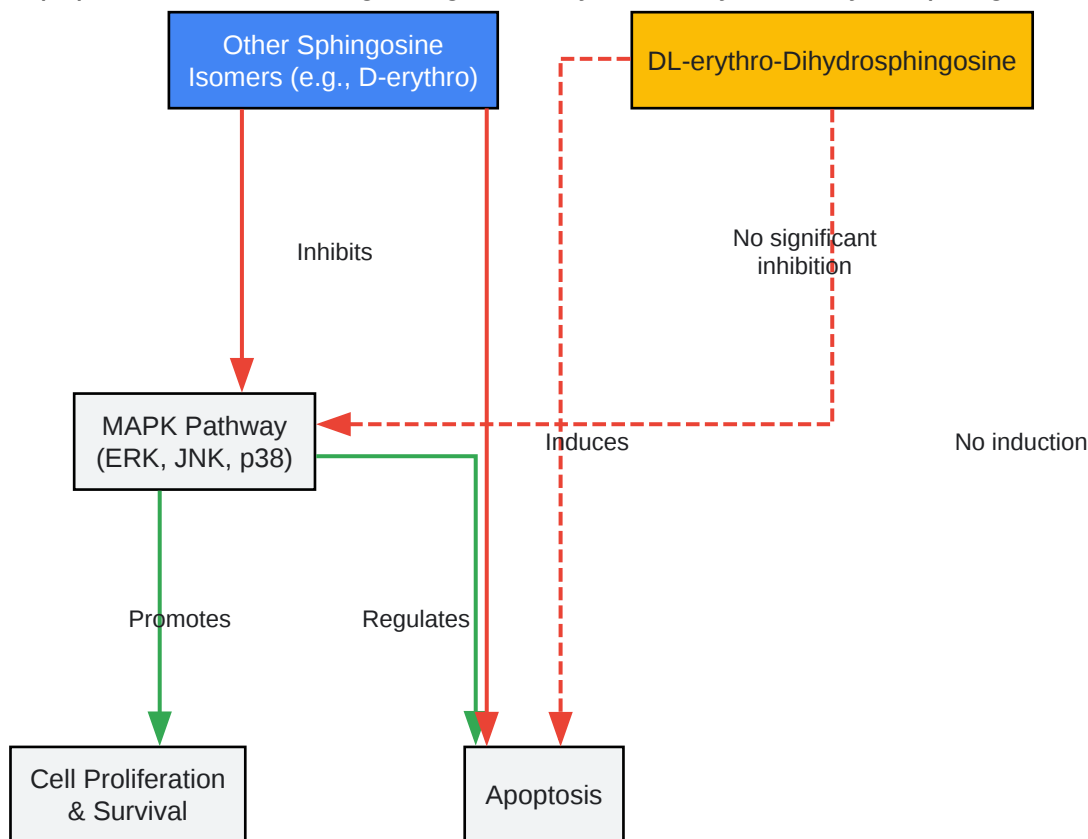 Other Sphingosine
Isomers (e.g., D-erythro)
DL-erythro-Dihydrosphingosine
Inhibits
No significant
inhibition
MAPK Pathway
(ERK, JNK, p38)
Induces
No induction
Promotes
Regulates
Cell Proliferation
& Survival
Apoptosis